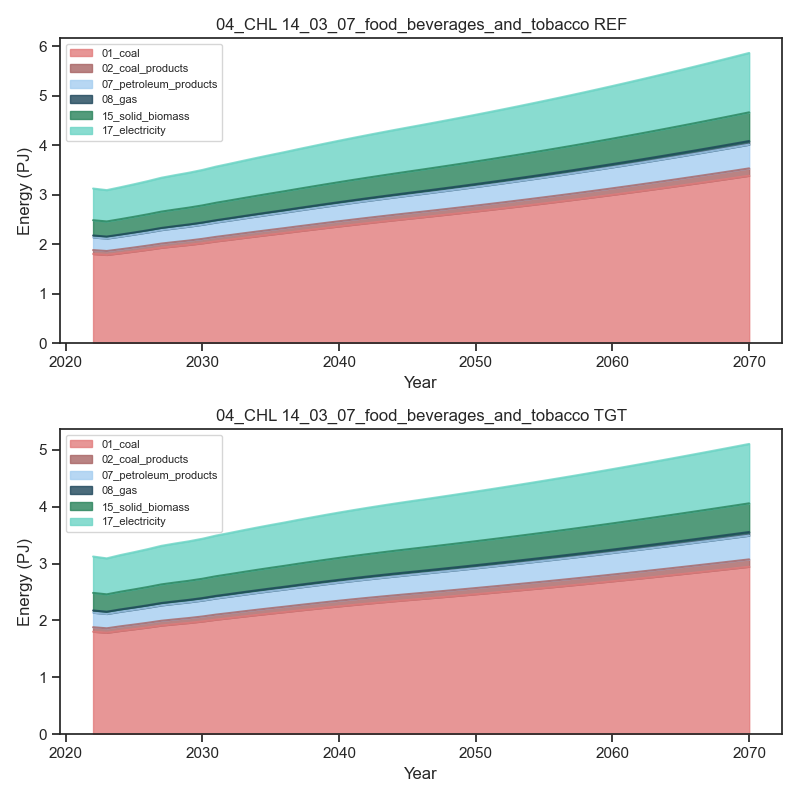 04_CHL 14_03_07_food_beverages_and_tobacco REF
01_coal
02_coal_products
07_petroleum_products
08_gas
15_solid_biomass
17_electricity
6
5
4
3
2
1
0
Energy (PJ)
2020 2030 2040 2050 2060 2070
Year
04_CHL 14_03_07_food_beverages_and_tobacco TGT
01_coal
02_coal_products
07_petroleum_products
08_gas
15_solid_biomass
17_electricity
5
4
3
2
1
0
Energy (PJ)
2020 2030 2040 2050 2060 2070
Year